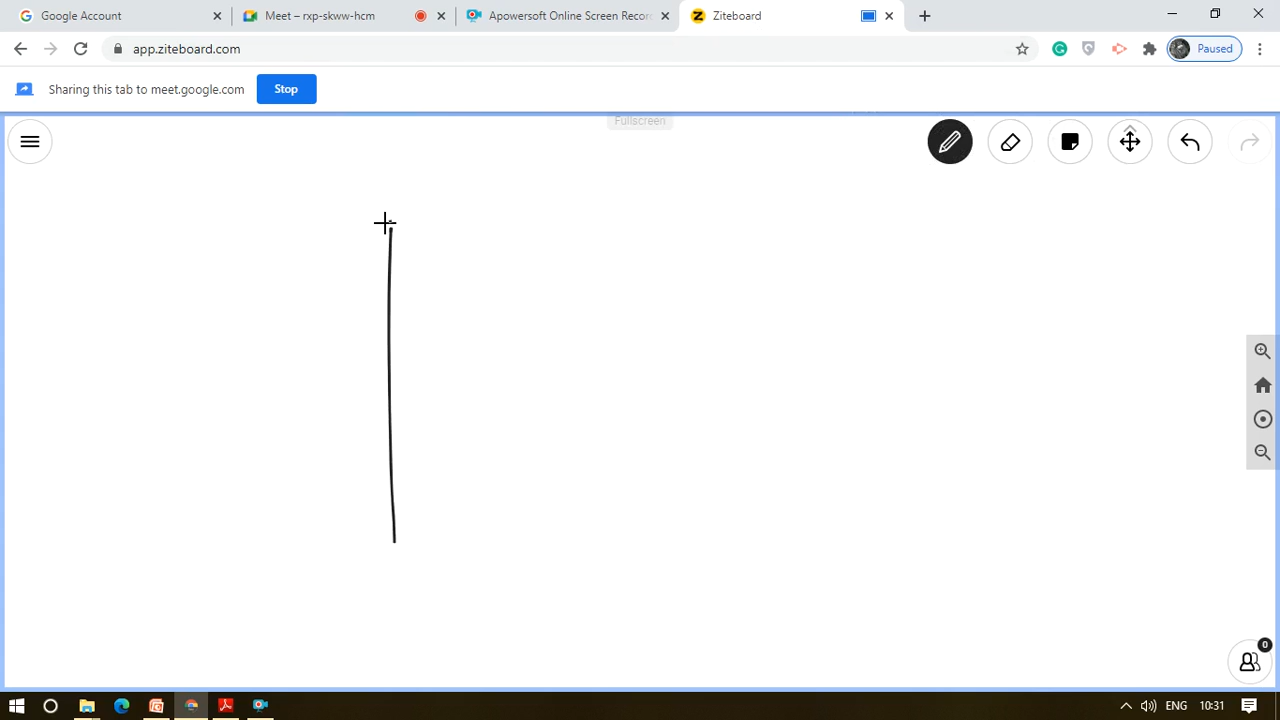 Google Account
Meet – rxp-skww-hcm
Apowersoft Online Screen Recor
Ziteboard
app.ziteboard.com
Paused
Sharing this tab to meet.google.com
Stop
Fullscreen
0
ENG
10:31